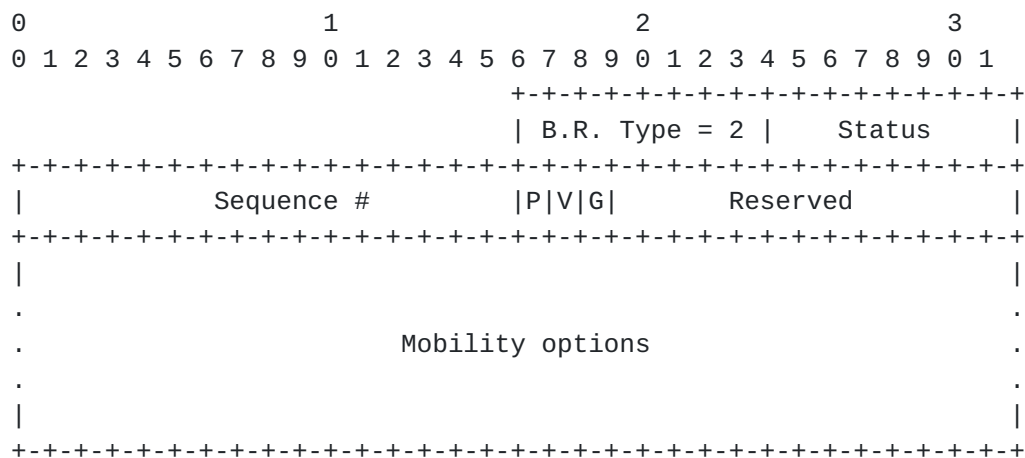 0                   1                   2                   3
0 1 2 3 4 5 6 7 8 9 0 1 2 3 4 5 6 7 8 9 0 1 2 3 4 5 6 7 8 9 0 1
                                +-+-+-+-+-+-+-+-+-+-+-+-+-+-+-+-+
                                | B.R. Type = 2 |    Status     |
+-+-+-+-+-+-+-+-+-+-+-+-+-+-+-+-+-+-+-+-+-+-+-+-+-+-+-+-+-+-+-+-+
|            Sequence #         |P|V|G|       Reserved          |
+-+-+-+-+-+-+-+-+-+-+-+-+-+-+-+-+-+-+-+-+-+-+-+-+-+-+-+-+-+-+-+-+
|                                                               |
.                                                               .
.                        Mobility options                       .
.                                                               .
|                                                               |
+-+-+-+-+-+-+-+-+-+-+-+-+-+-+-+-+-+-+-+-+-+-+-+-+-+-+-+-+-+-+-+-+